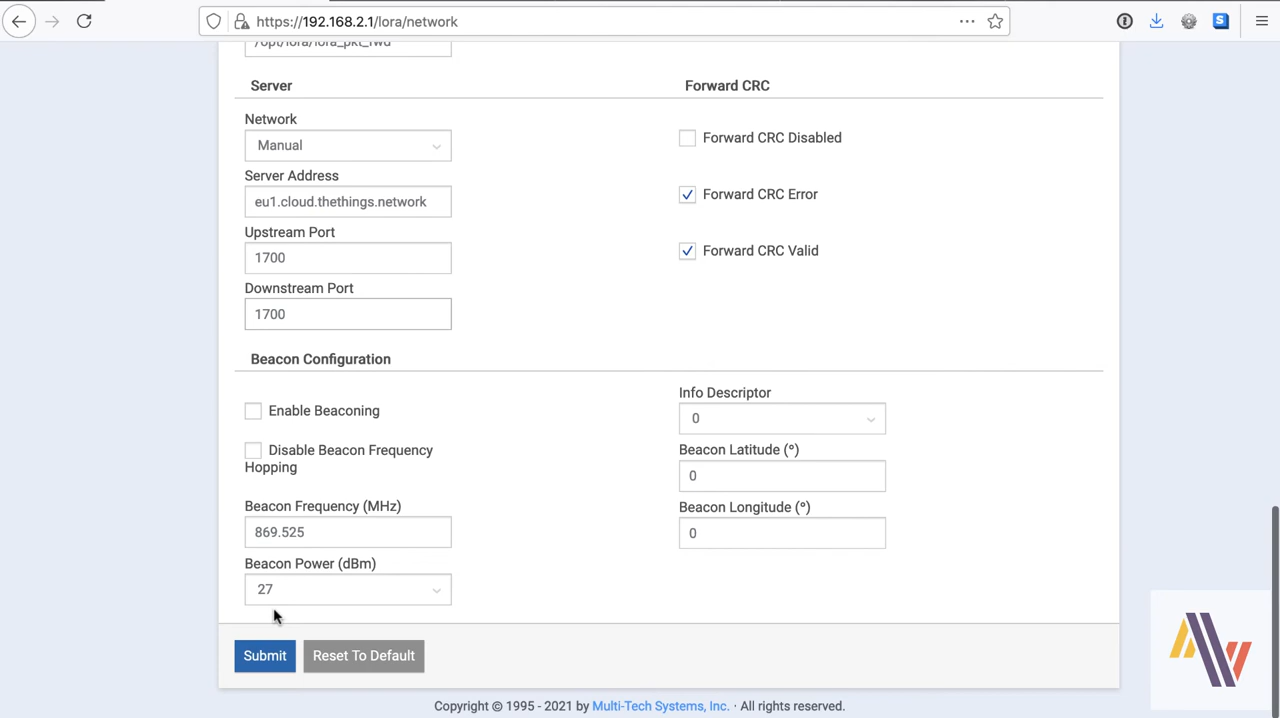 https://192.168.2.1/lora/network
/opt/lora/lora_pkt_fwd
Server
Network
Manual
Server Address
eu1.cloud.thethings.network
Upstream Port
1700
Downstream Port
1700
Forward CRC
Forward CRC Disabled
Forward CRC Error
Forward CRC Valid
Beacon Configuration
Enable Beaconing
Disable Beacon Frequency
Hopping
Beacon Frequency (MHz)
869.525
Beacon Power (dBm)
27
Info Descriptor
0
Beacon Latitude (º)
0
Beacon Longitude (º)
0
Submit
Reset To Default
Copyright © 1995 - 2021 by Multi-Tech Systems, Inc. · All rights reserved.